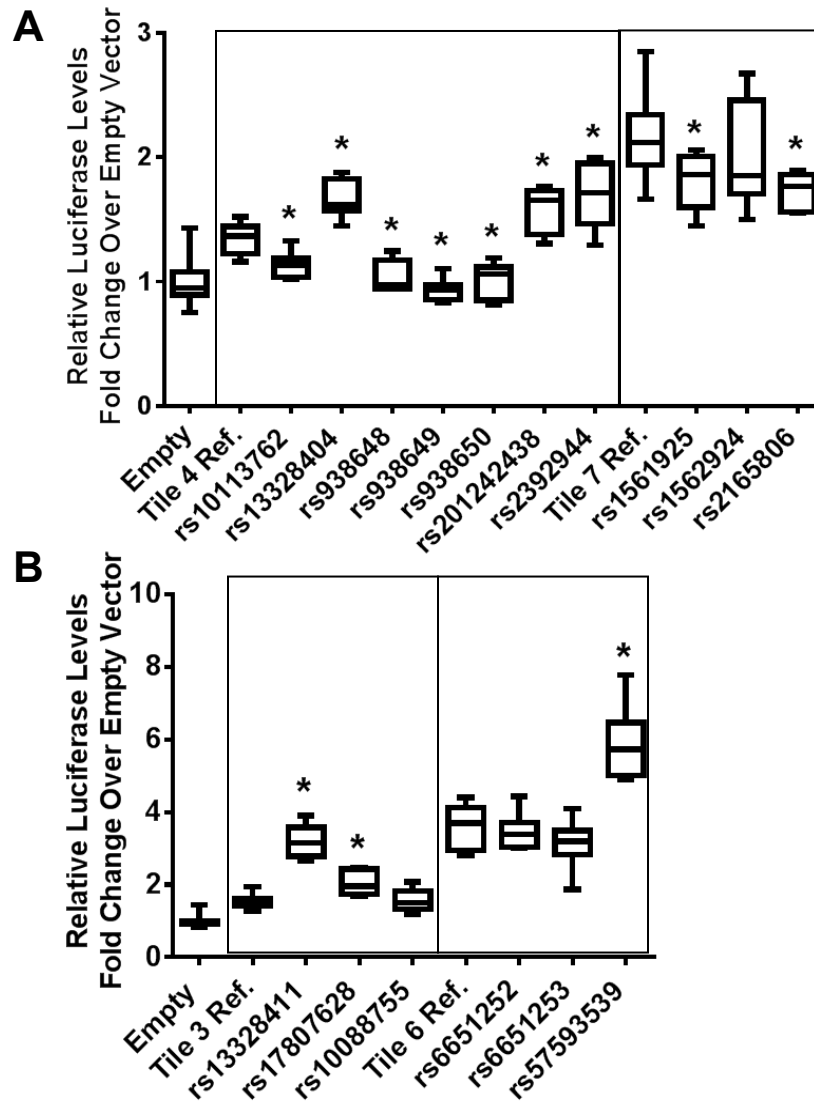 A
Relative Luciferase Levels
Fold Change Over Empty Vector
3
2
1
0
* * * * * * * * *
Empty
Tile 4 Ref.
rs10113762
rs13328404
rs938648
rs938649
rs938650
rs201242438
rs2392944
Tile 7 Ref.
rs1561925
rs1562924
rs2165806
B
Relative Luciferase Levels
Fold Change Over Empty Vector
10
8
6
4
2
0
* * *
Empty
Tile 3 Ref.
rs13328411
rs17807628
rs10088755
Tile 6 Ref.
rs6651252
rs6651253
rs57593539